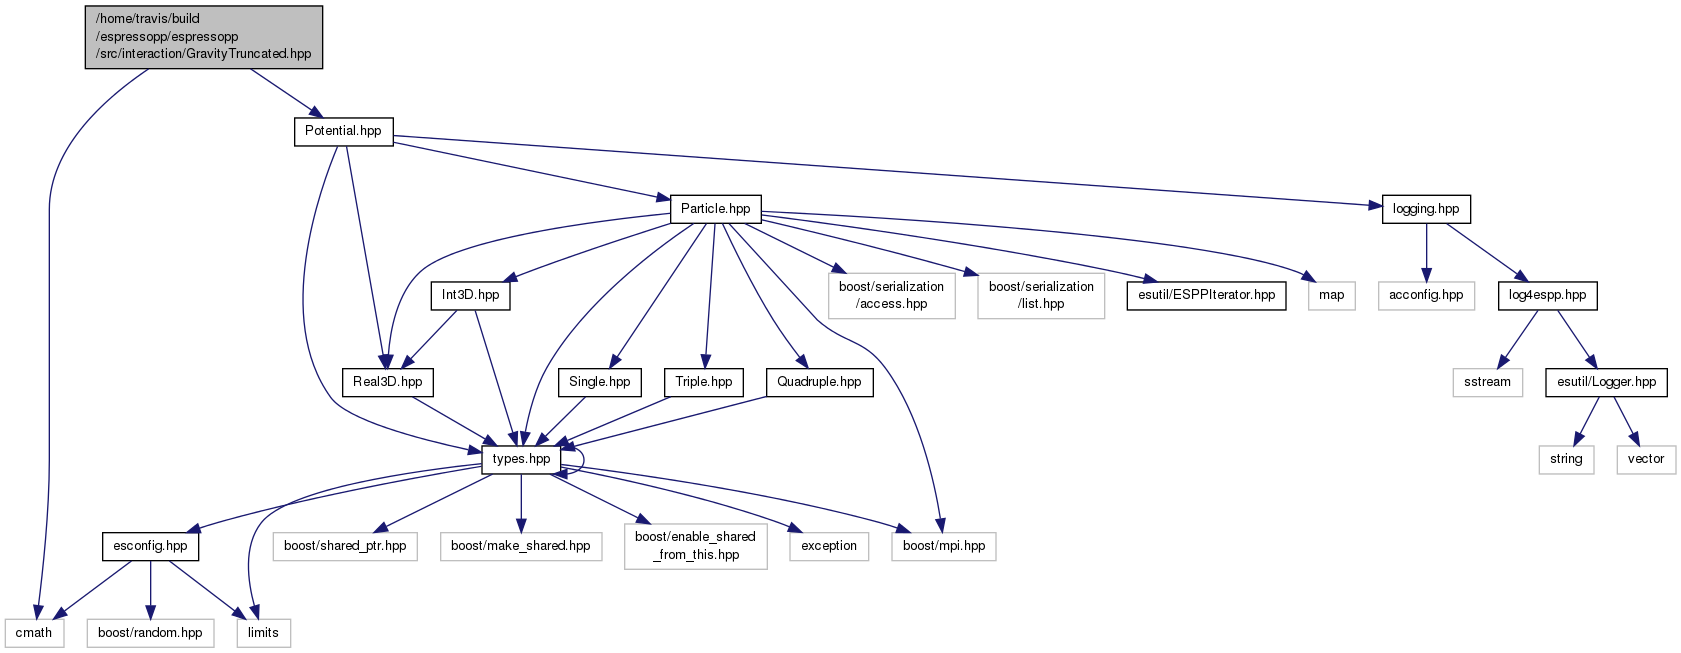 /home/travis/build
/espressopp/espressopp
/src/interaction/GravityTruncated.hpp
Potential.hpp
Particle.hpp
logging.hpp
Int3D.hpp
boost/serialization
/access.hpp
boost/serialization
/list.hpp
esutil/ESPPIterator.hpp
map
acconfig.hpp
log4espp.hpp
Real3D.hpp
Single.hpp
Triple.hpp
Quadruple.hpp
sstream
esutil/Logger.hpp
types.hpp
string
vector
esconfig.hpp
boost/shared_ptr.hpp
boost/make_shared.hpp
boost/enable_shared
_from_this.hpp
exception
boost/mpi.hpp
cmath
boost/random.hpp
limits